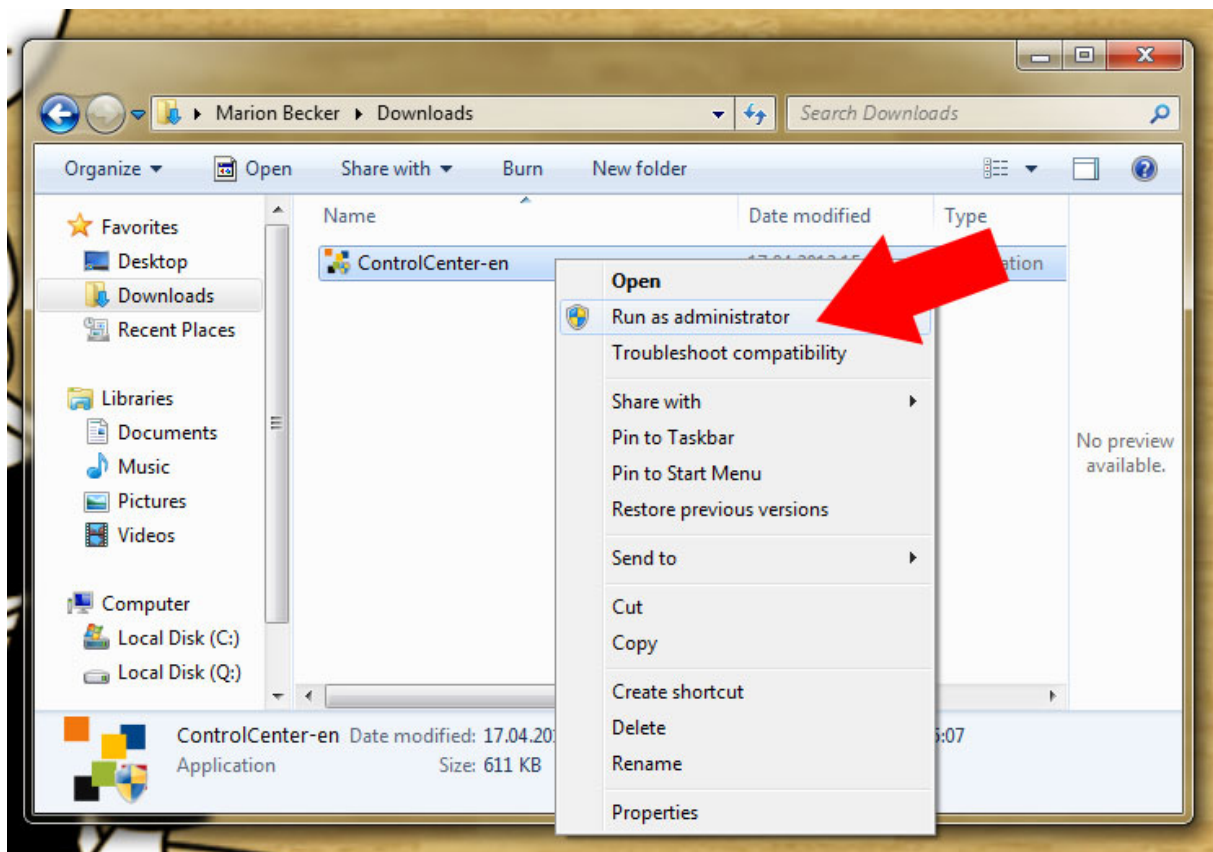 Marion Becker ▸ Downloads
Search Downloads
Organize Open Share with Burn New folder
Name Date modified Type
Favorites
Desktop
Downloads
Recent Places
Libraries
Documents
Music
Pictures
Videos
Computer
Local Disk (C:)
Local Disk (Q:)
ControlCenter-en
Open
Run as administrator
Troubleshoot compatibility
Share with
Pin to Taskbar
Pin to Start Menu
Restore previous versions
Send to
Cut
Copy
Create shortcut
Delete
Rename
Properties
No preview
available.
ControlCenter-en Date modified: 17.04.20
Application Size: 611 KB